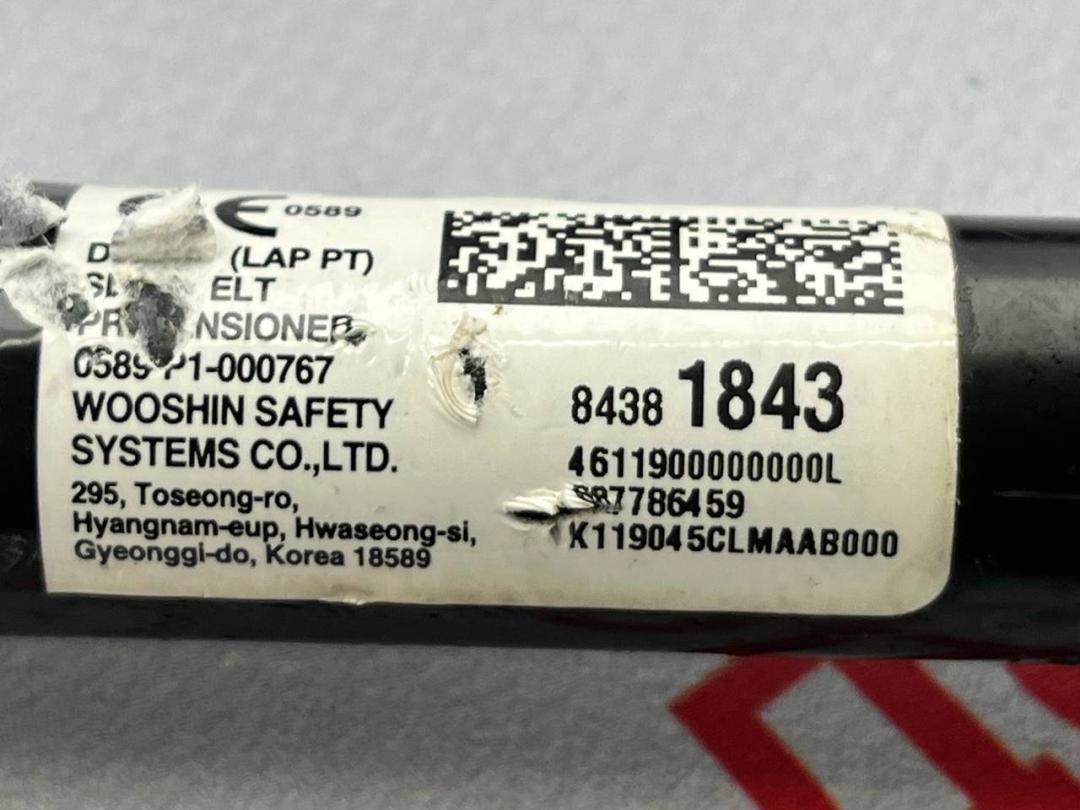 CE 0589
(LAP PT)
0589-P1-000767
WOOSHIN SAFETY
SYSTEMS CO.,LTD.
295, Toseong-ro,
Hyangnam-eup, Hwaseong-si,
Gyeonggi-do, Korea 18589
8438 1843
4611900000000L
K119045CLMAAB000